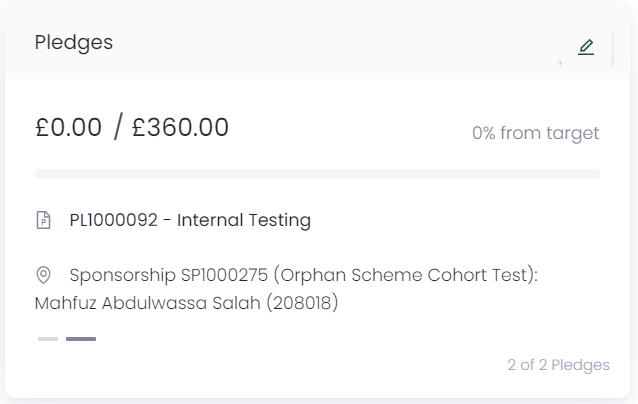 Pledges
£0.00 / £360.00
0% from target
PL1000092 - Internal Testing
Sponsorship SP1000275 (Orphan Scheme Cohort Test):
Mahfuz Abdulwassa Salah (208018)
2 of 2 Pledges